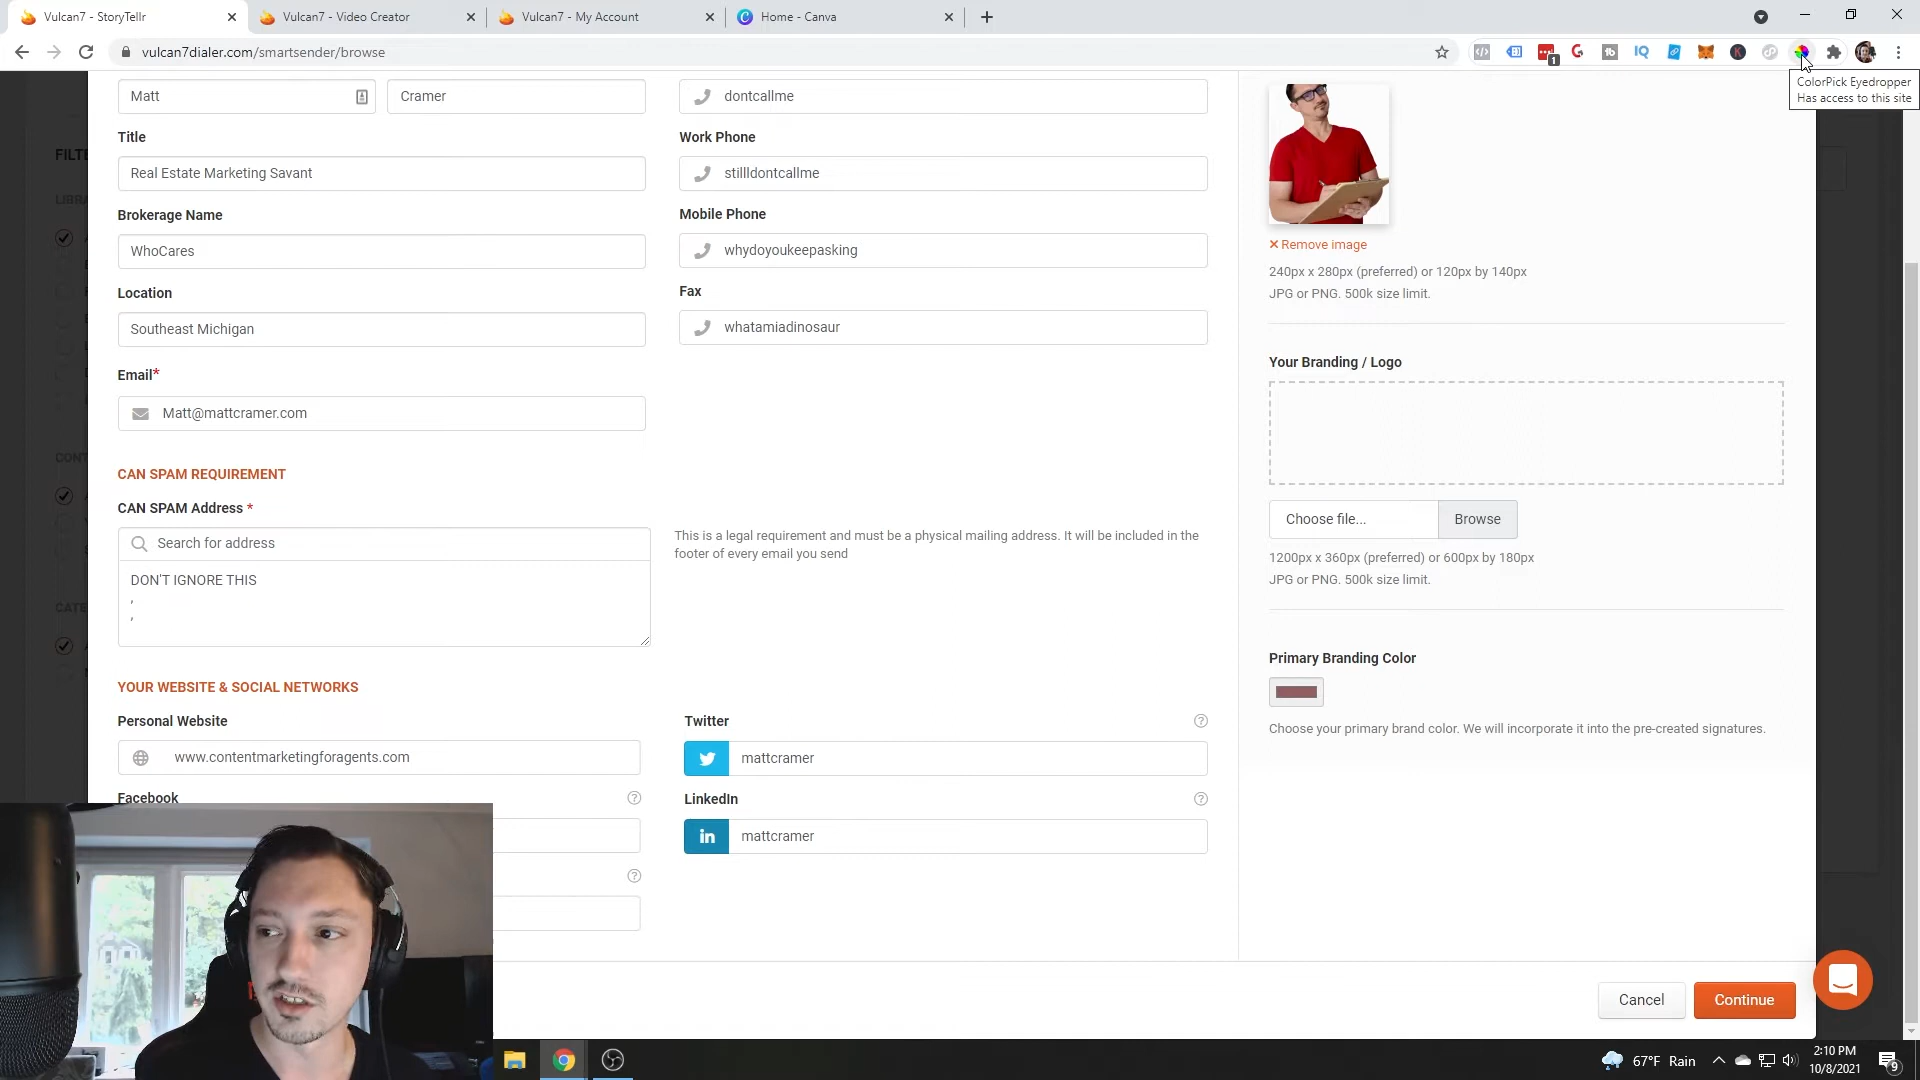 Vulcan7 - StoryTellr
Vulcan7 - Video Creator
Vulcan7 - My Account
Home - Canva
vulcan7dialer.com/smartsender/browse
ColorPick Eyedropper
Has access to this site
Matt
Cramer
dontcallme
Title
Work Phone
Real Estate Marketing Savant
stillldontcallme
Brokerage Name
Mobile Phone
WhoCares
whydoyoukeepasking
Remove image
240px x 280px (preferred) or 120px by 140px
JPG or PNG. 500k size limit.
Location
Fax
Southeast Michigan
whatamiadinosaur
Your Branding / Logo
Email*
Matt@mattcramer.com
CAN SPAM REQUIREMENT
CAN SPAM Address *
Search for address
This is a legal requirement and must be a physical mailing address. It will be included in the
footer of every email you send
DON'T IGNORE THIS
,
,
Choose file...
Browse
1200px x 360px (preferred) or 600px by 180px
JPG or PNG. 500k size limit.
Primary Branding Color
Choose your primary brand color. We will incorporate it into the pre-created signatures.
YOUR WEBSITE & SOCIAL NETWORKS
Personal Website
Twitter
www.contentmarketingforagents.com
mattcramer
Facebook
LinkedIn
in
mattcramer
Cancel
Continue
67°F Rain
2:10 PM
10/8/2021
9